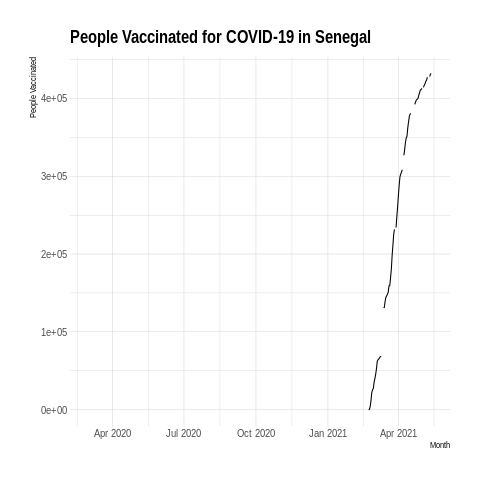 People Vaccinated for COVID-19 in Senegal
People Vaccinated
4e+05
3e+05
2e+05
1e+05
0e+00
Apr 2020 Jul 2020 Oct 2020 Jan 2021 Apr 2021
Month